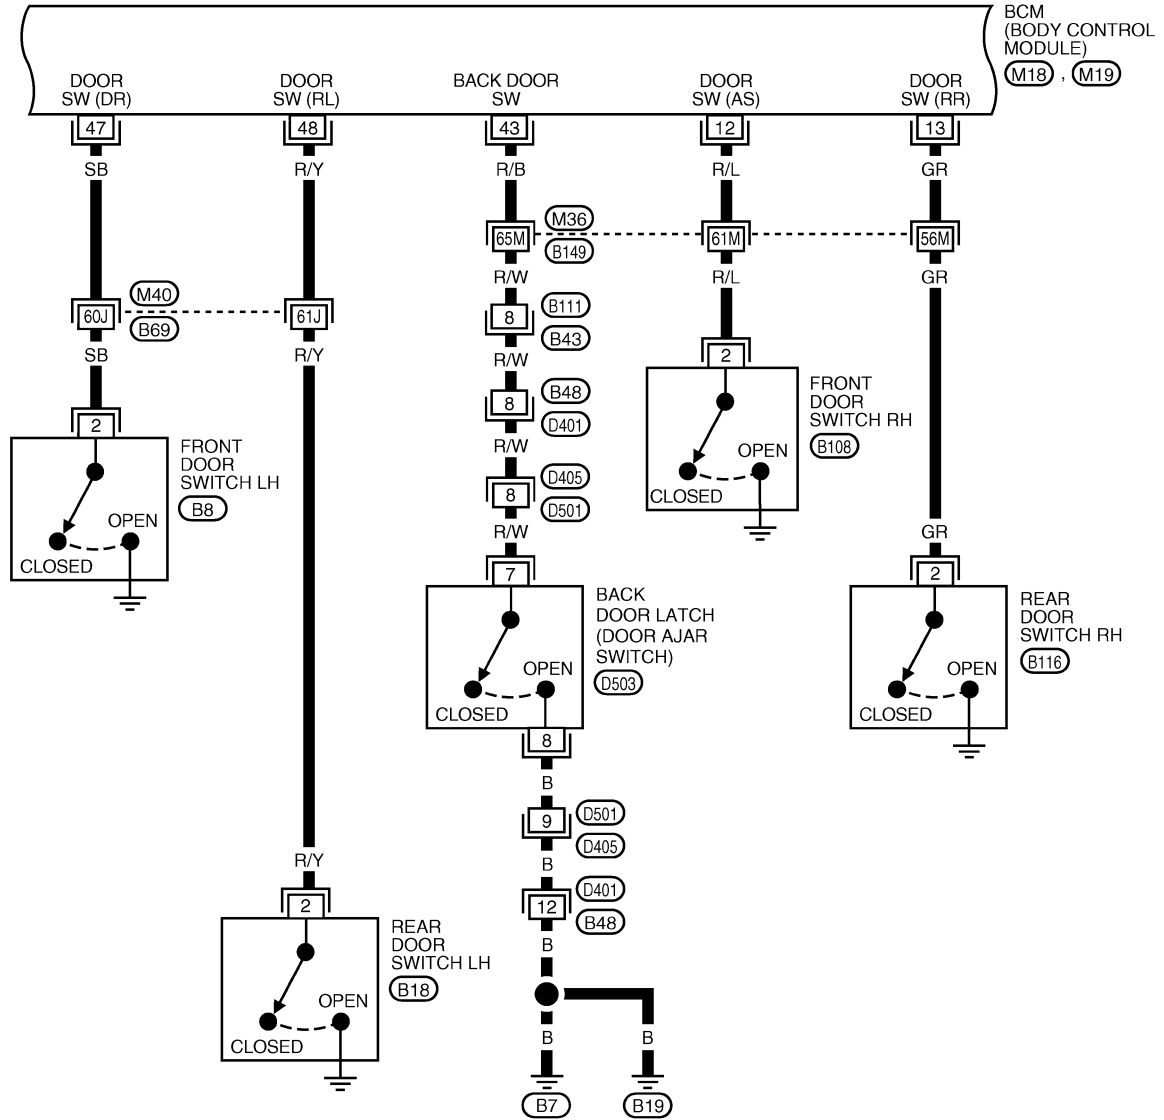 BCM
(BODY CONTROL
MODULE)
M18 , M19
DOOR
SW (DR)
DOOR
SW (RL)
BACK DOOR
SW
DOOR
SW (AS)
DOOR
SW (RR)
47
48
43
12
13
SB
R/Y
R/B
R/L
GR
M36
65M
61M
56M
B149
R/W
R/L
GR
M40
60J
61J
B69
B111
8
B43
SB
R/Y
R/W
2
B48
8
D401
2
FRONT
DOOR
SWITCH RH
B108
OPEN
CLOSED
R/W
FRONT
DOOR
SWITCH LH
B8
OPEN
CLOSED
D405
8
D501
R/W
GR
7
2
BACK
DOOR LATCH
(DOOR AJAR
SWITCH)
D503
OPEN
CLOSED
REAR
DOOR
SWITCH RH
B116
OPEN
CLOSED
8
B
D501
9
D405
R/Y
B
2
D401
12
B48
REAR
DOOR
SWITCH LH
B18
OPEN
CLOSED
B
B
B
B7
B19